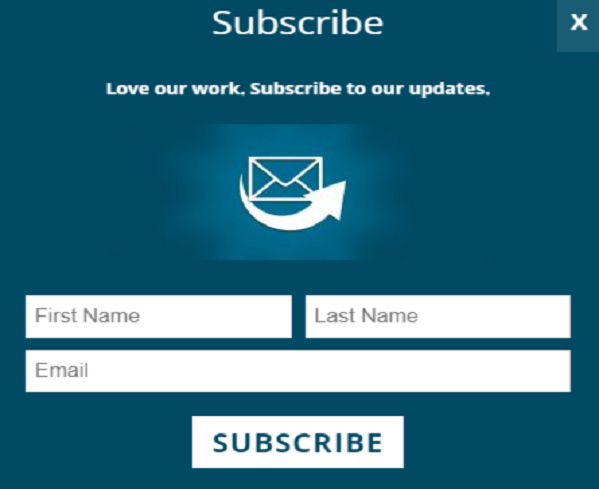 Subscribe
X
Love our work. Subscribe to our updates.
First Name
Last Name
Email
SUBSCRIBE